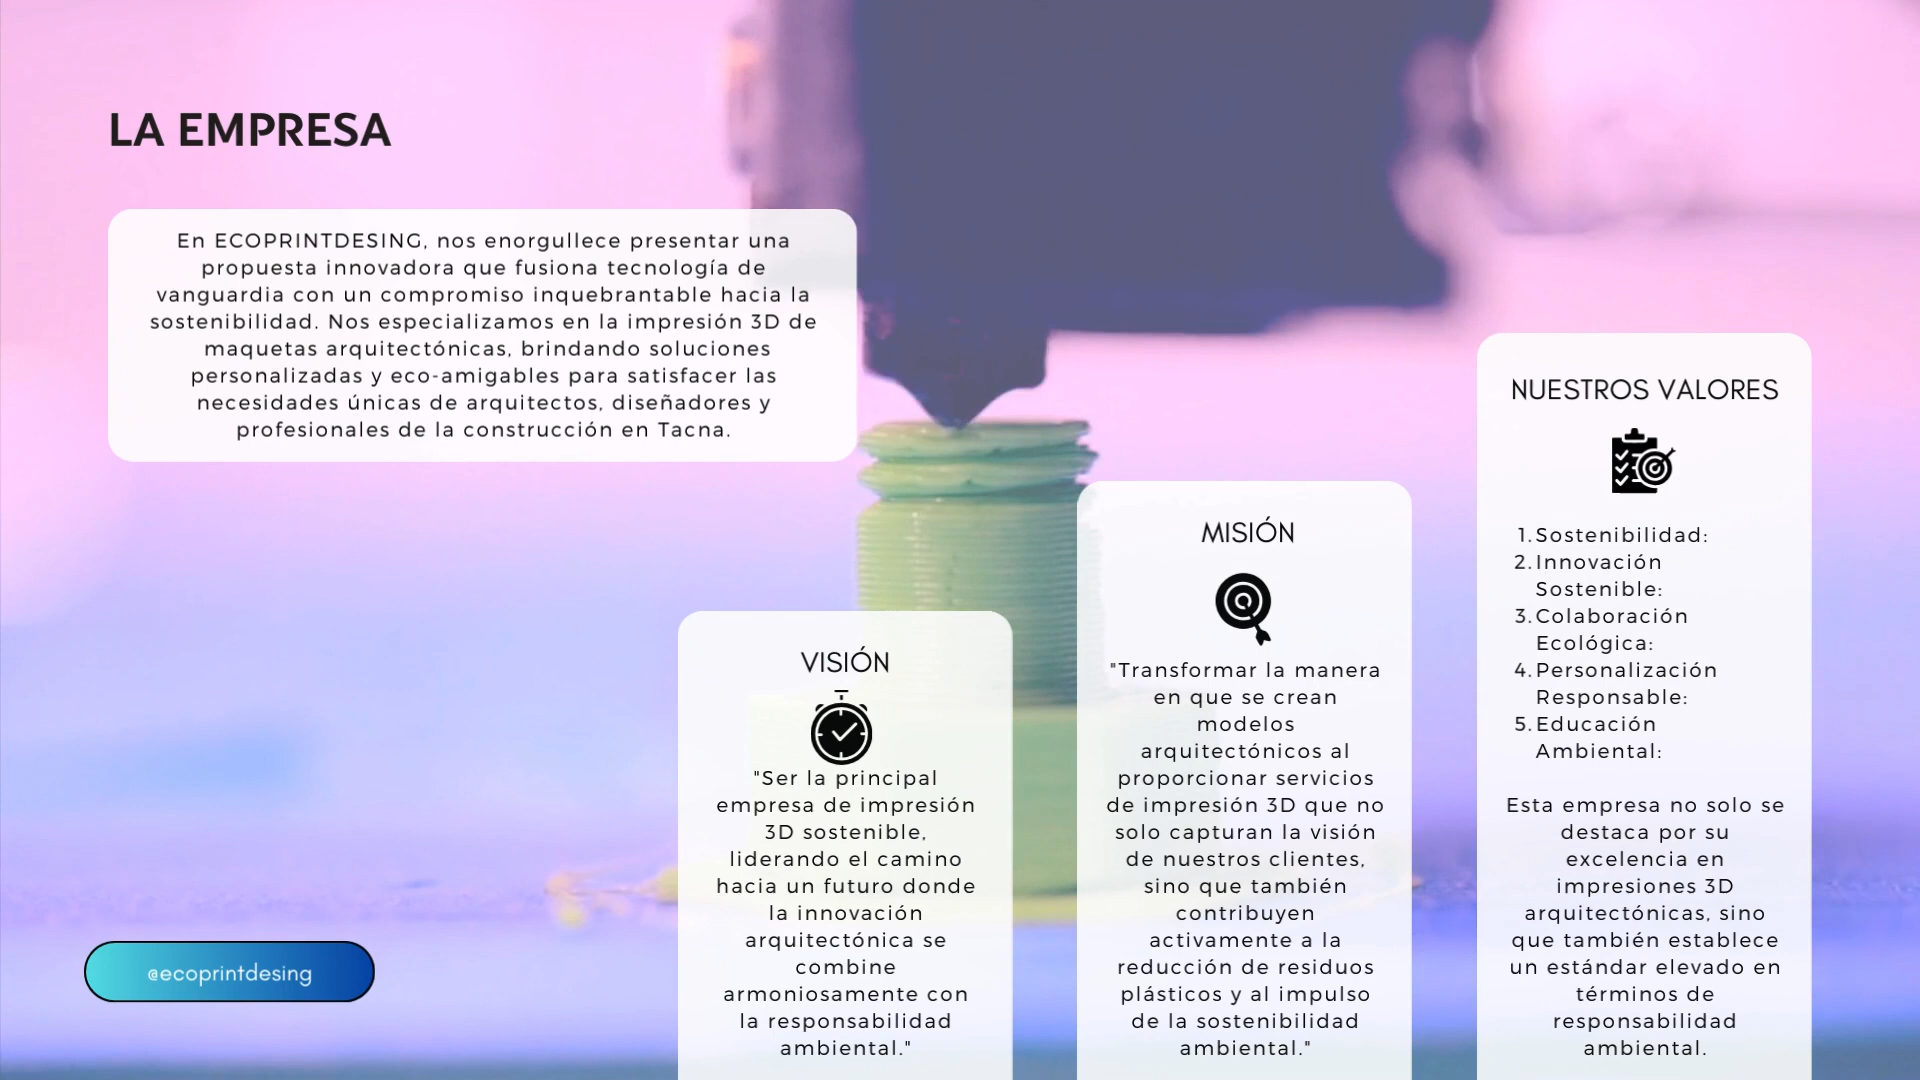 LA EMPRESA
En ECOPRINTDESING, nos enorgullece presentar una
propuesta innovadora que fusiona tecnología de
vanguardia con un compromiso inquebrantable hacia la
sostenibilidad. Nos especializamos en la impresión 3D de
maquetas arquitectónicas, brindando soluciones
personalizadas y eco-amigables para satisfacer las
necesidades únicas de arquitectos, diseñadores y
profesionales de la construcción en Tacna.
VISIÓN
"Ser la principal
empresa de impresión
3D sostenible,
liderando el camino
hacia un futuro donde
la innovación
arquitectónica se
combine
armoniosamente con
la responsabilidad
ambiental."
MISIÓN
"Transformar la manera
en que se crean
modelos
arquitectónicos al
proporcionar servicios
de impresión 3D que no
solo capturan la visión
de nuestros clientes,
sino que también
contribuyen
activamente a la
reducción de residuos
plásticos y al impulso
de la sostenibilidad
ambiental."
NUESTROS VALORES
1. Sostenibilidad:
2. Innovación
Sostenible:
3. Colaboración
Ecológica:
4. Personalización
Responsable:
5. Educación
Ambiental:
Esta empresa no solo se
destaca por su
excelencia en
impresiones 3D
arquitectónicas, sino
que también establece
un estándar elevado en
términos de
responsabilidad
ambiental.
@ecoprintdesing